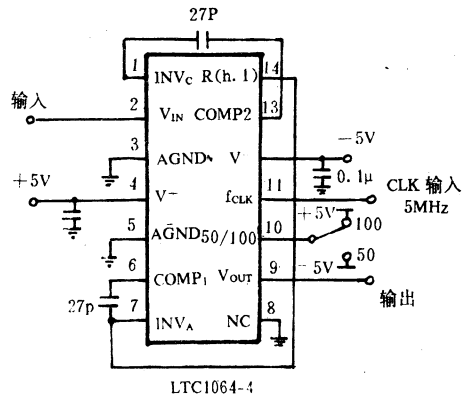 27P
1 INVC R(h.1) 14
输入 2 VIN COMP2 13
3 AGND V -5V
0.1μ
+5V 4 V- fCLK 11 CLK 输入
5MHz
+5V 100
5 AGND 50/100 10
50
-5V
6 COMP1 VOUT 9
输出
27p
7 INVA NC 8
LTC1064-4